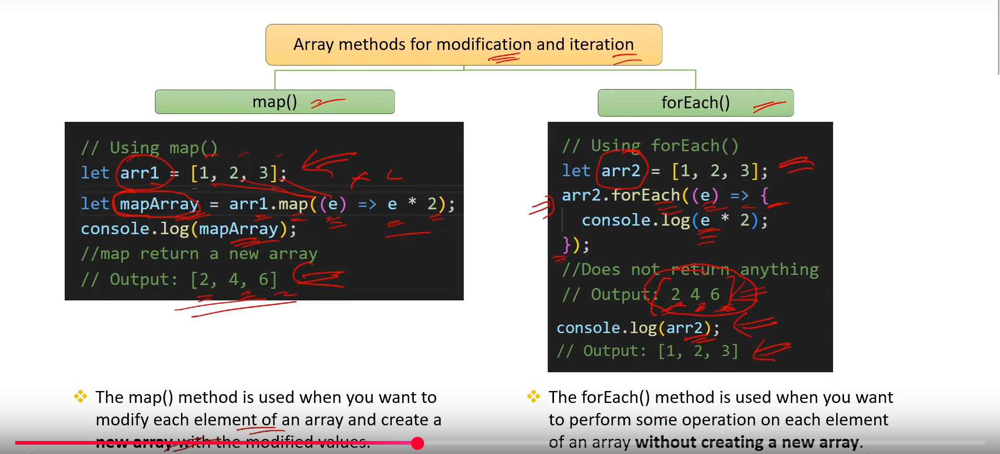 Array methods for modification and iteration
map()
// Using map()
let arr1 = [1, 2, 3];
let mapArray = arr1.map((e) => e * 2);
console.log(mapArray);
//map return a new array
// Output: [2, 4, 6]
The map() method is used when you want to
modify each element of an array and create a
new array with the modified values.
forEach()
// Using forEach()
let arr2 = [1, 2, 3];
arr2.forEach((e) => {
console.log(e * 2);
});
//Does not return anything
// Output: 2 4 6
console.log(arr2);
// Output: [1, 2, 3]
The forEach() method is used when you want
to perform some operation on each element
of an array without creating a new array.